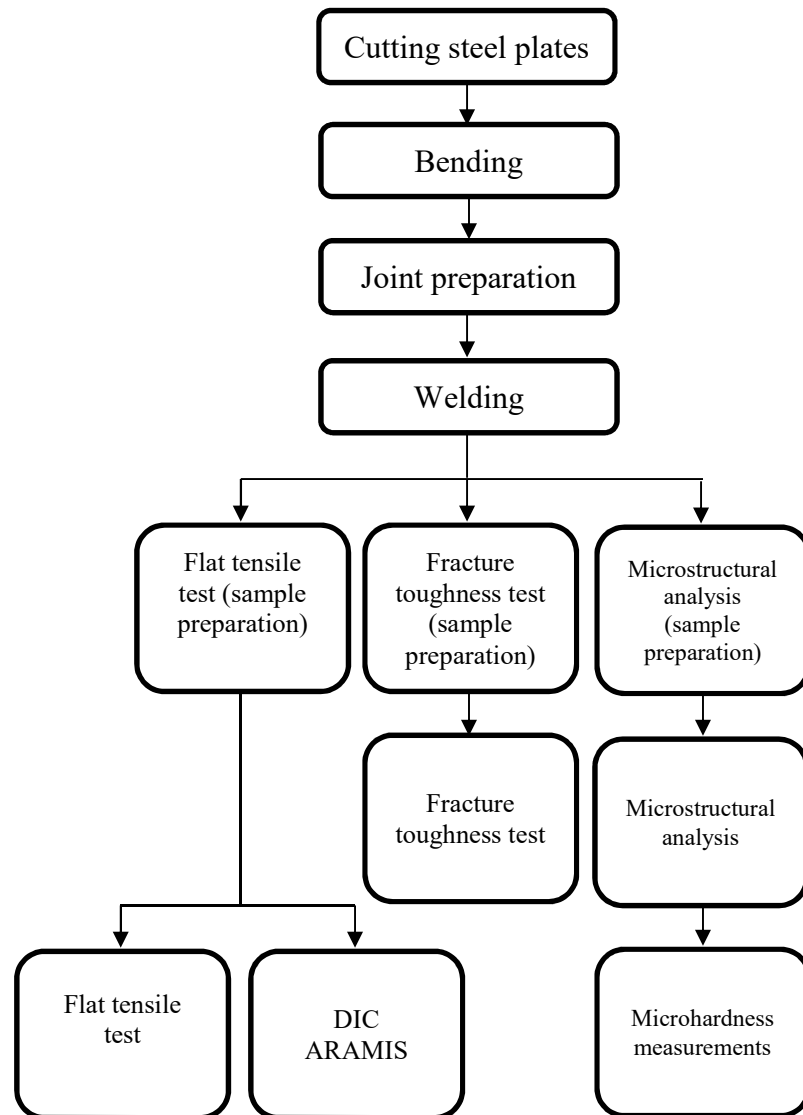 Cutting steel plates
Bending
Joint preparation
Welding
Flat tensile
test (sample
preparation)
Fracture
toughness test
(sample
preparation)
Microstructural
analysis
(sample
preparation)
Fracture
toughness test
Microstructural
analysis
Flat tensile
test
DIC
ARAMIS
Microhardness
measurements